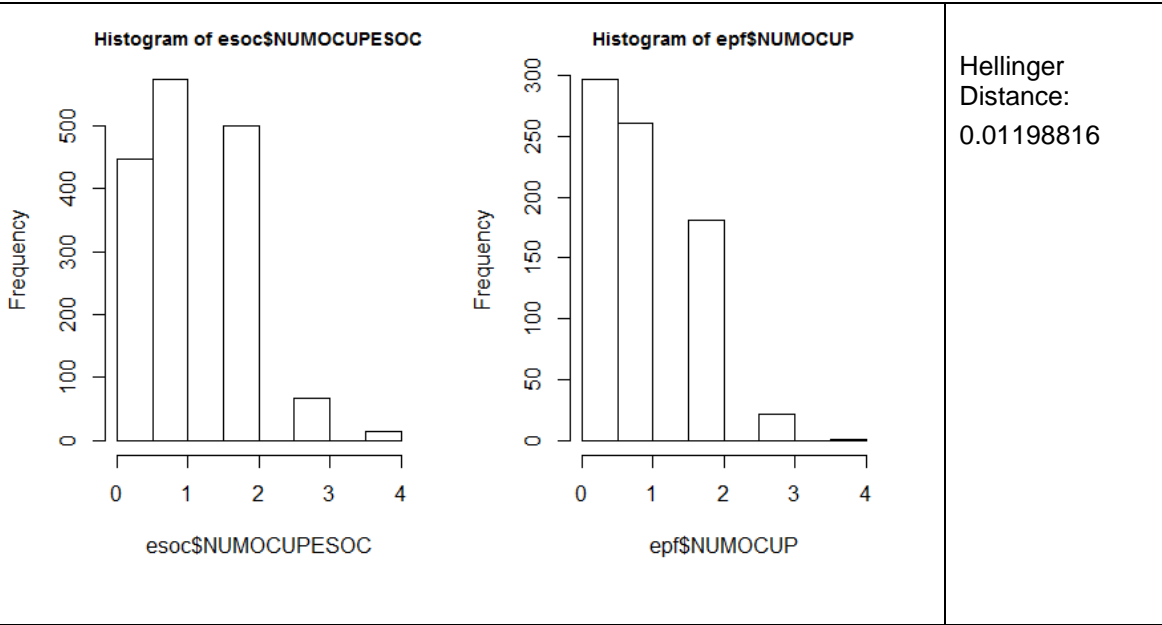 Histogram of esoc$NUMOCUPESOC
Frequency
0 100 200 300 400 500
0 1 2 3 4
esoc$NUMOCUPESOC
Histogram of epf$NUMOCUP
Frequency
0 50 100 150 200 250 300
0 1 2 3 4
epf$NUMOCUP
Hellinger
Distance:
0.01198816